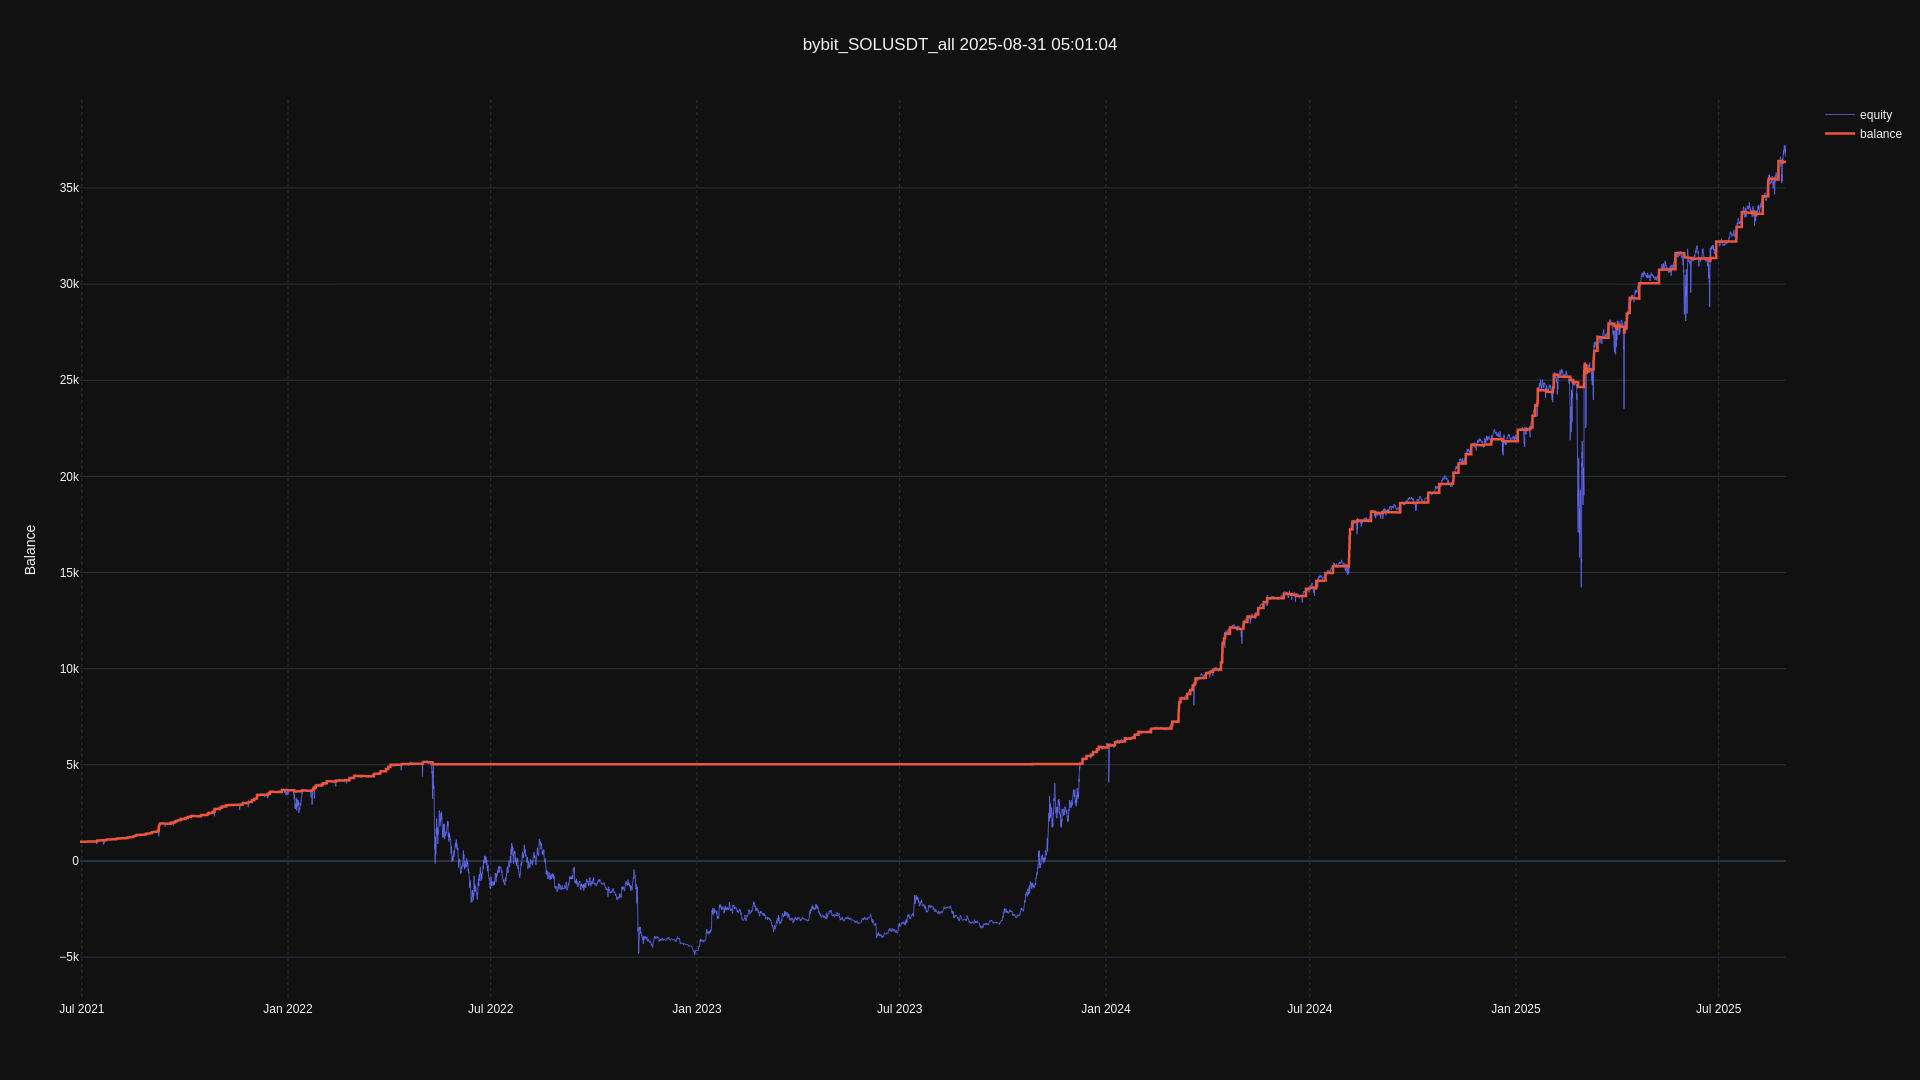 bybit_SOLUSDT_all 2025-08-31 05:01:04
equity
balance
Balance
35k
30k
25k
20k
15k
10k
5k
0
−5k
Jul 2021
Jan 2022
Jul 2022
Jan 2023
Jul 2023
Jan 2024
Jul 2024
Jan 2025
Jul 2025